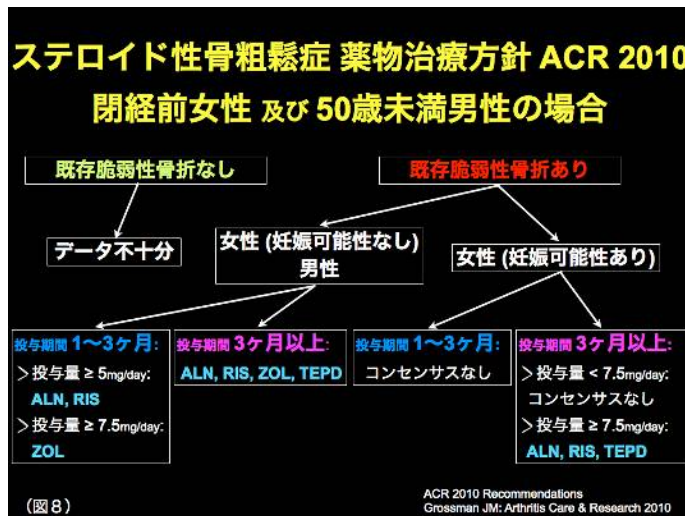 ステロイド性骨粗鬆症 薬物治療方針 ACR 2010
閉経前女性 及び 50歳未満男性の場合
既存脆弱性骨折なし
既存脆弱性骨折あり
データ不十分
女性 (妊娠可能性なし)
男性
女性 (妊娠可能性あり)
投与期間 1〜3ヶ月:
＞投与量 ≥ 5mg/day:
ALN, RIS
＞投与量 ≥ 7.5mg/day:
ZOL
投与期間 3ヶ月以上:
ALN, RIS, ZOL, TEPD
投与期間 1〜3ヶ月:
コンセンサスなし
投与期間 3ヶ月以上:
＞投与量 < 7.5mg/day:
コンセンサスなし
＞投与量 ≥ 7.5mg/day:
ALN, RIS, TEPD
（図８）
ACR 2010 Recommendations
Grossman JM: Arthritis Care & Research 2010